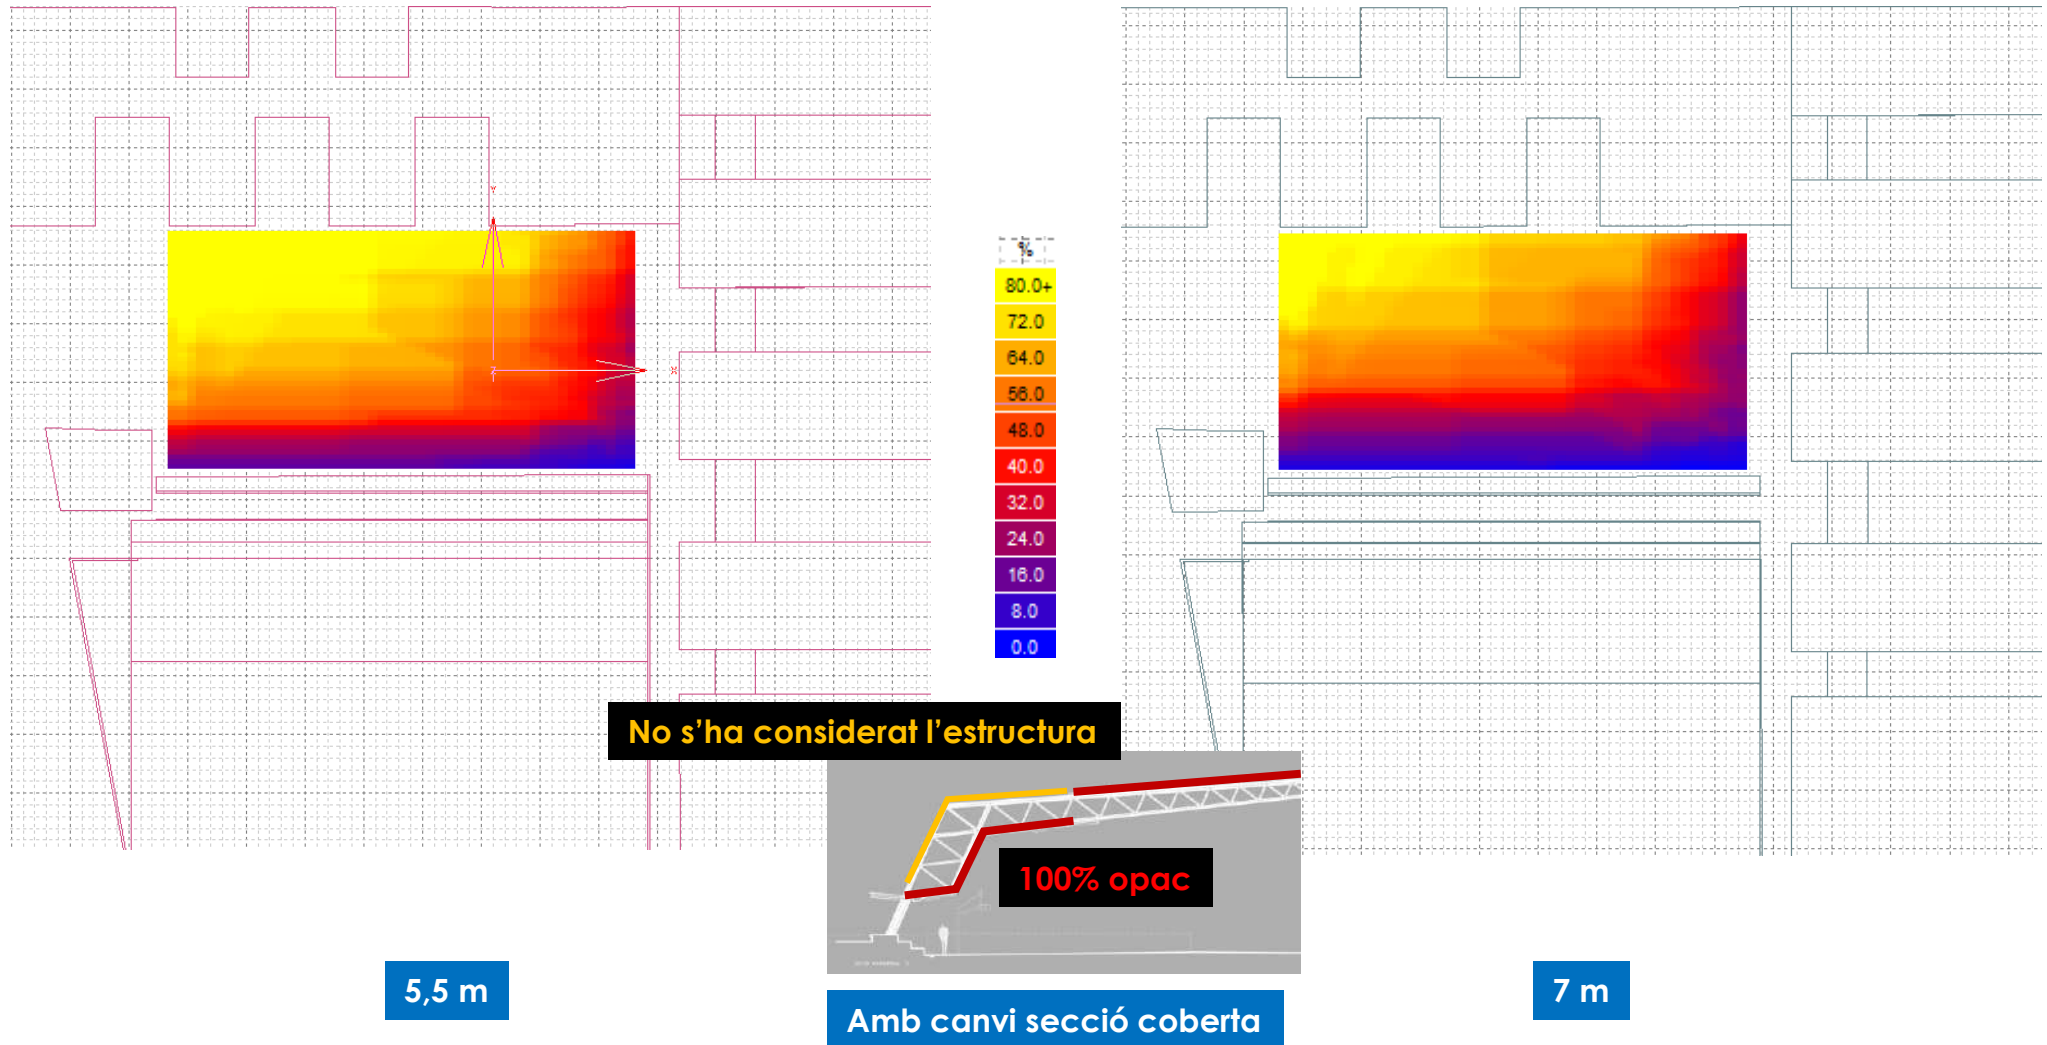 %
80.0+
72.0
64.0
56.0
48.0
40.0
32.0
24.0
16.0
8.0
0.0
No s’ha considerat l’estructura
100% opac
5,5 m
7 m
Amb canvi secció coberta